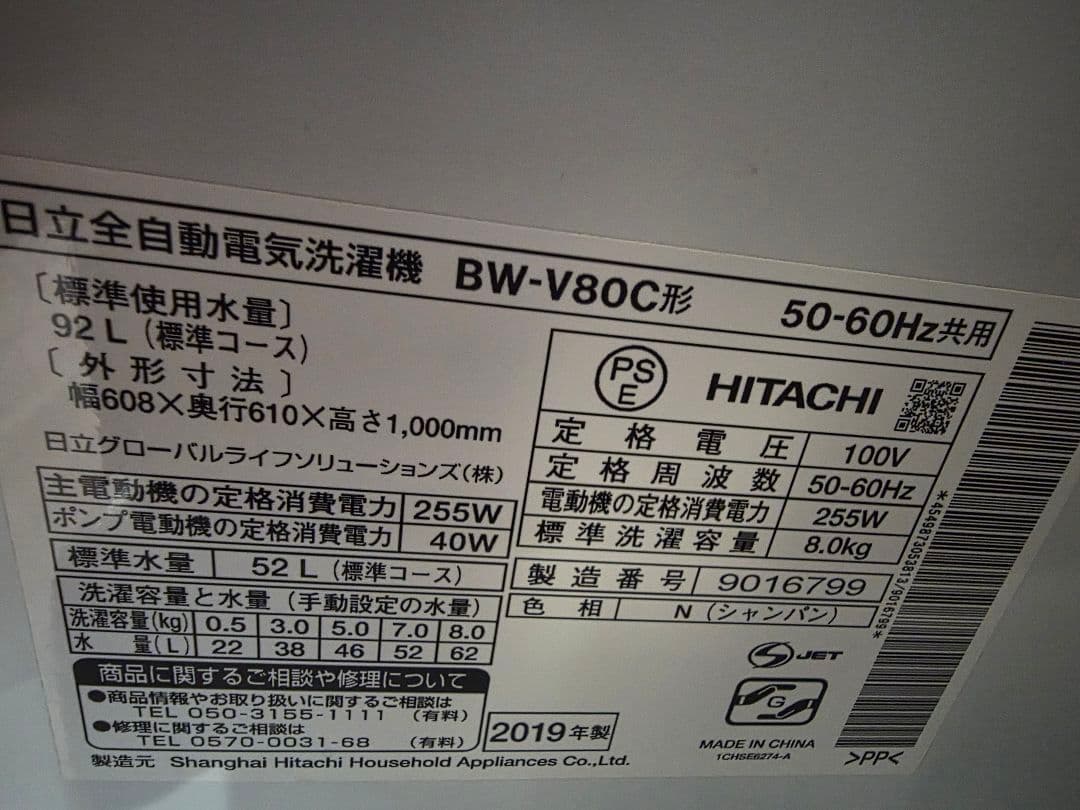 日立全自動電気洗濯機 BW-V80C形 50-60Hz共用
〔標準使用水量〕
92 L (標準コース)
〔外形寸法〕
幅608×奥行610×高さ1,000mm
日立グローバルライフソリューションズ(株)
主電動機の定格消費電力 255W
ポンプ電動機の定格消費電力 40W
標準水量 52 L (標準コース)
洗濯容量と水量 (手動設定の水量)
洗濯容量(kg) 0.5 3.0 5.0 7.0 8.0
水 量(L) 22 38 46 52 62
商品に関するご相談や修理について
●商品情報やお取り扱いに関するご相談は
TEL 050-3155-1111 (有料)
●修理に関するご相談は
TEL 0570-0031-68 (有料)
2019年製
製造元 Shanghai Hitachi Household Appliances Co.,Ltd.
PSE HITACHI
定格電圧 100V
定格周波数 50-60Hz
電動機の定格消費電力 255W
標準洗濯容量 8.0kg
製造番号 9016799
色相 N (シャンパン)
S JET
G
MADE IN CHINA
1CHSE6274-A
>PP<
*4549873053813/9016799*